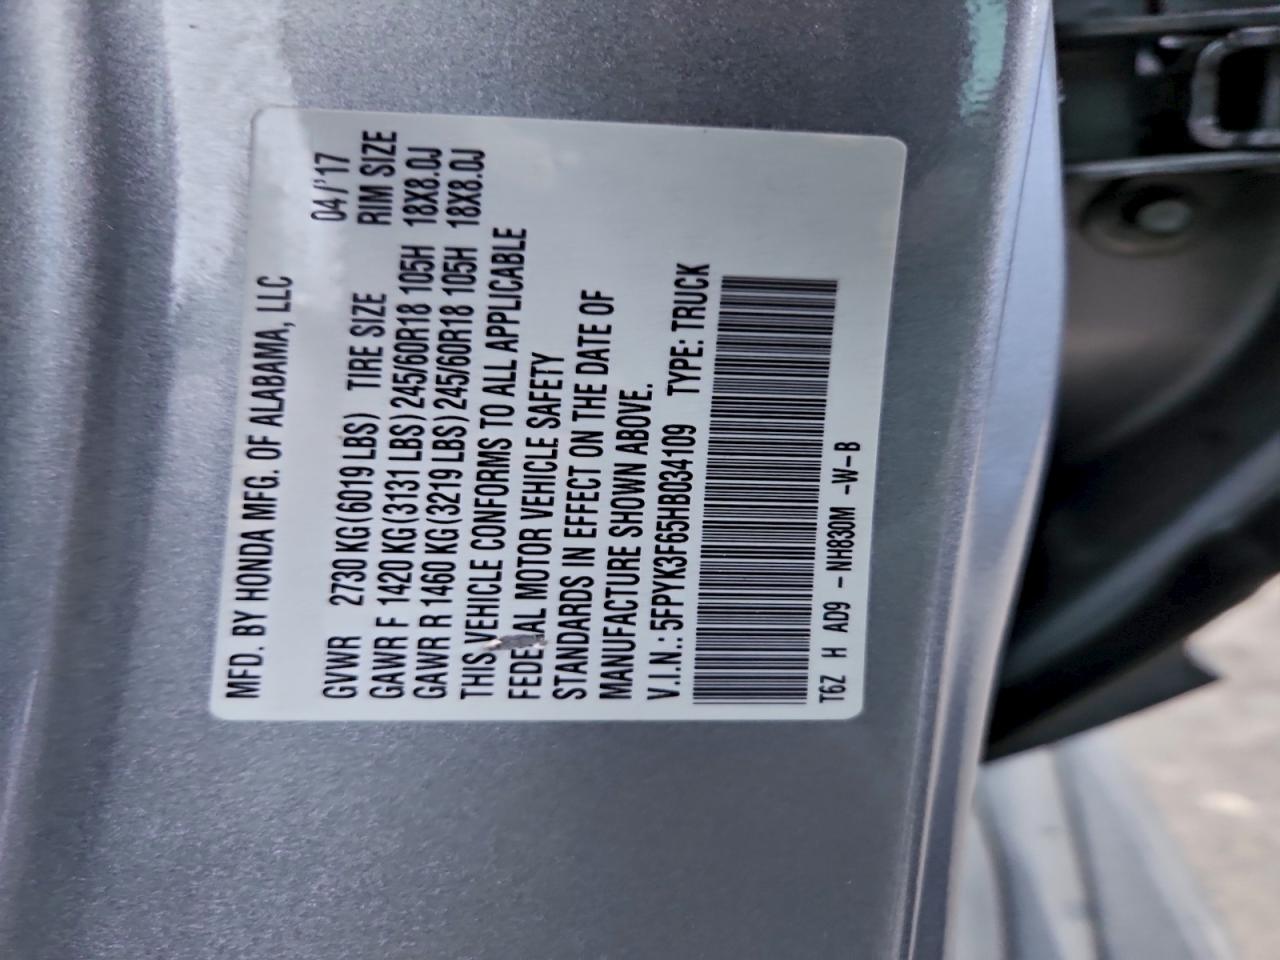 MFD. BY HONDA MFG. OF ALABAMA, LLC
04/'17
GVWR 2730 KG(6019 LBS) TIRE SIZE RIM SIZE
GAWR F 1420 KG(3131 LBS) 245/60R18 105H 18X8.0J
GAWR R 1460 KG(3219 LBS) 245/60R18 105H 18X8.0J
THIS VEHICLE CONFORMS TO ALL APPLICABLE
FEDERAL MOTOR VEHICLE SAFETY
STANDARDS IN EFFECT ON THE DATE OF
MANUFACTURE SHOWN ABOVE.
V.I.N.: 5FPYK3F65HB034109 TYPE: TRUCK
T6Z H AD9 -NH830M -W-B